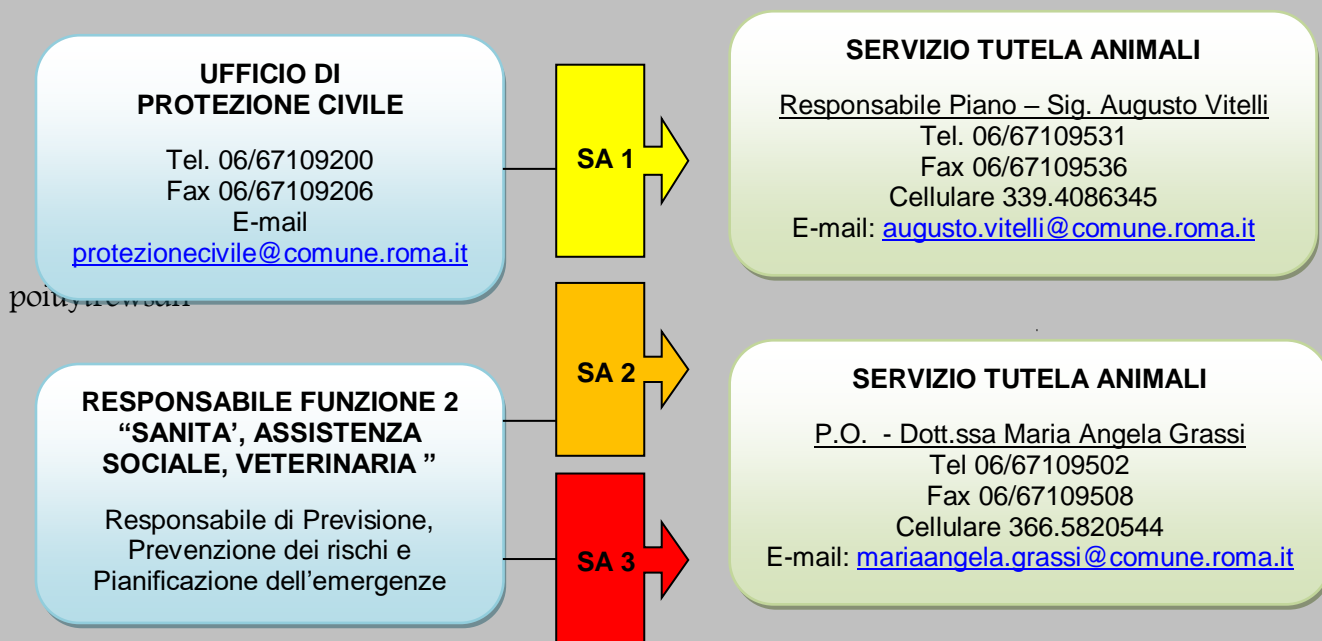 UFFICIO DI
PROTEZIONE CIVILE
Tel. 06/67109200
Fax 06/67109206
E-mail
protezionecivile@comune.roma.it
RESPONSABILE FUNZIONE 2
“SANITA’, ASSISTENZA
SOCIALE, VETERINARIA ”
Responsabile di Previsione,
Prevenzione dei rischi e
Pianificazione dell’emergenze
SA 1
SA 2
SA 3
SERVIZIO TUTELA ANIMALI
Responsabile Piano – Sig. Augusto Vitelli
Tel. 06/67109531
Fax 06/67109536
Cellulare 339.4086345
E-mail: augusto.vitelli@comune.roma.it
SERVIZIO TUTELA ANIMALI
P.O. - Dott.ssa Maria Angela Grassi
Tel 06/67109502
Fax 06/67109508
Cellulare 366.5820544
E-mail: mariaangela.grassi@comune.roma.it